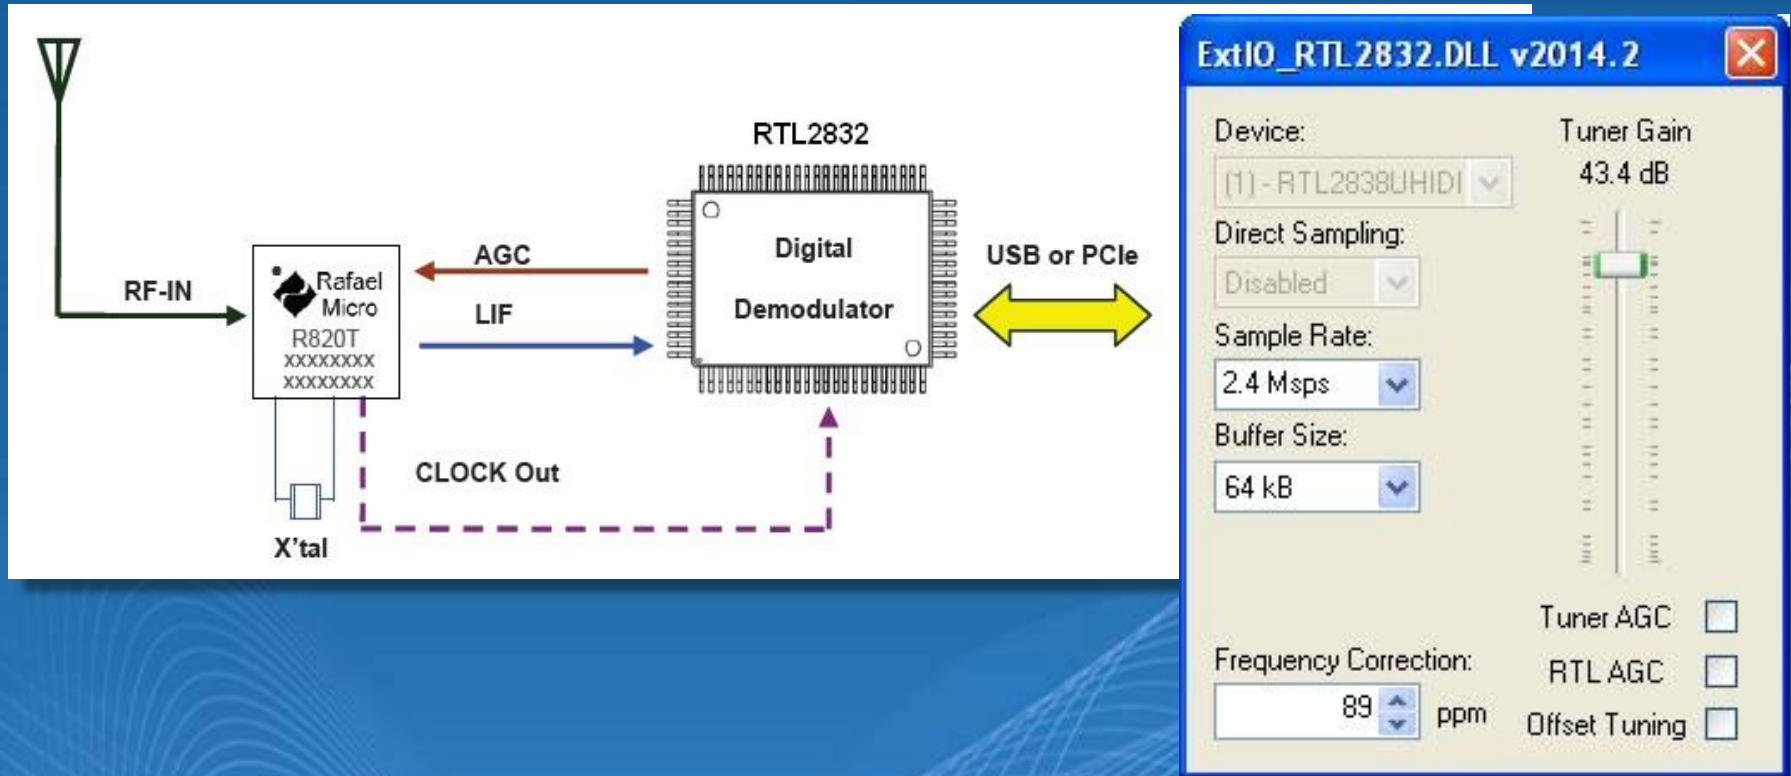 RTL2832
Digital
Demodulator
AGC
LIF
USB or PCIe
RF-IN
Rafael
Micro
R820T
XXXXXXXX
XXXXXXXX
CLOCK Out
X'tal
ExtIO_RTL2832.DLL v2014.2
Device:
(1) - RTL2838UHIDI
Direct Sampling:
Disabled
Sample Rate:
2.4 Msps
Buffer Size:
64 kB
Tuner Gain
43.4 dB
Tuner AGC
RTL AGC
Offset Tuning
Frequency Correction:
89 ppm